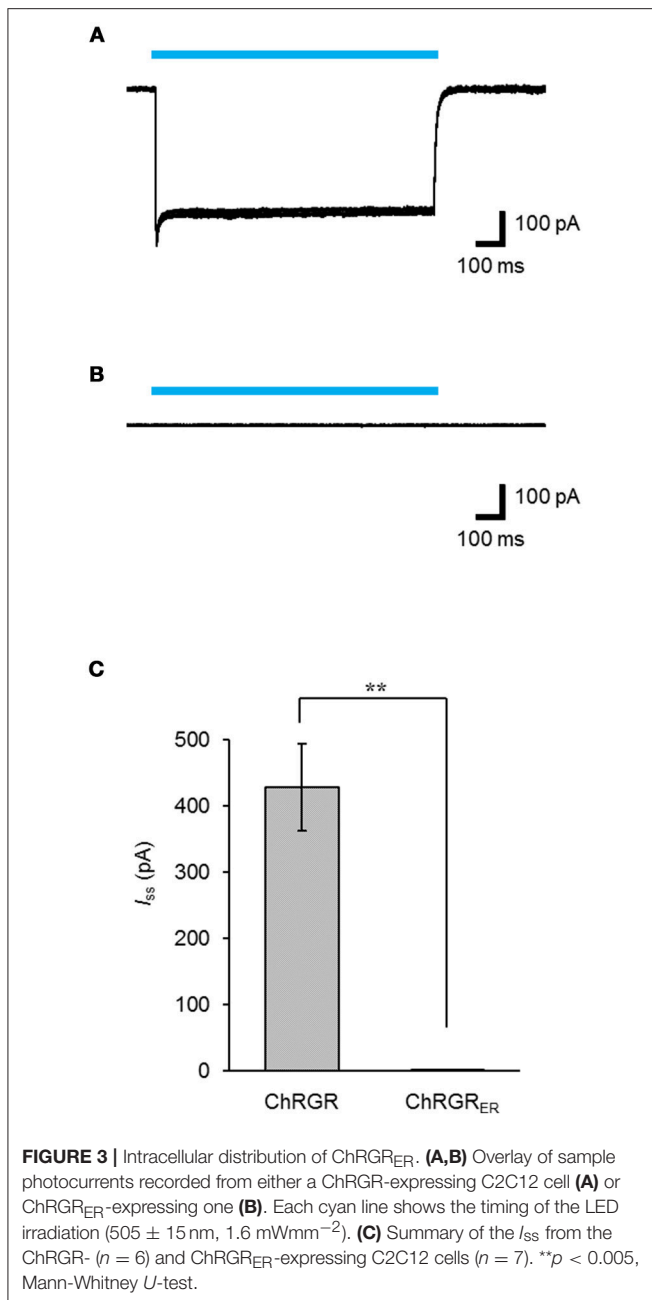 A
100 pA
100 ms
B
100 pA
100 ms
C
**
500
400
300
200
100
0
Iss (pA)
ChRGR
ChRGRER
FIGURE 3 | Intracellular distribution of ChRGRER. (A,B) Overlay of sample
photocurrents recorded from either a ChRGR-expressing C2C12 cell (A) or
ChRGRER-expressing one (B). Each cyan line shows the timing of the LED
irradiation (505 ± 15 nm, 1.6 mWmm−2). (C) Summary of the Iss from the
ChRGR- (n = 6) and ChRGRER-expressing C2C12 cells (n = 7). **p < 0.005,
Mann-Whitney U-test.